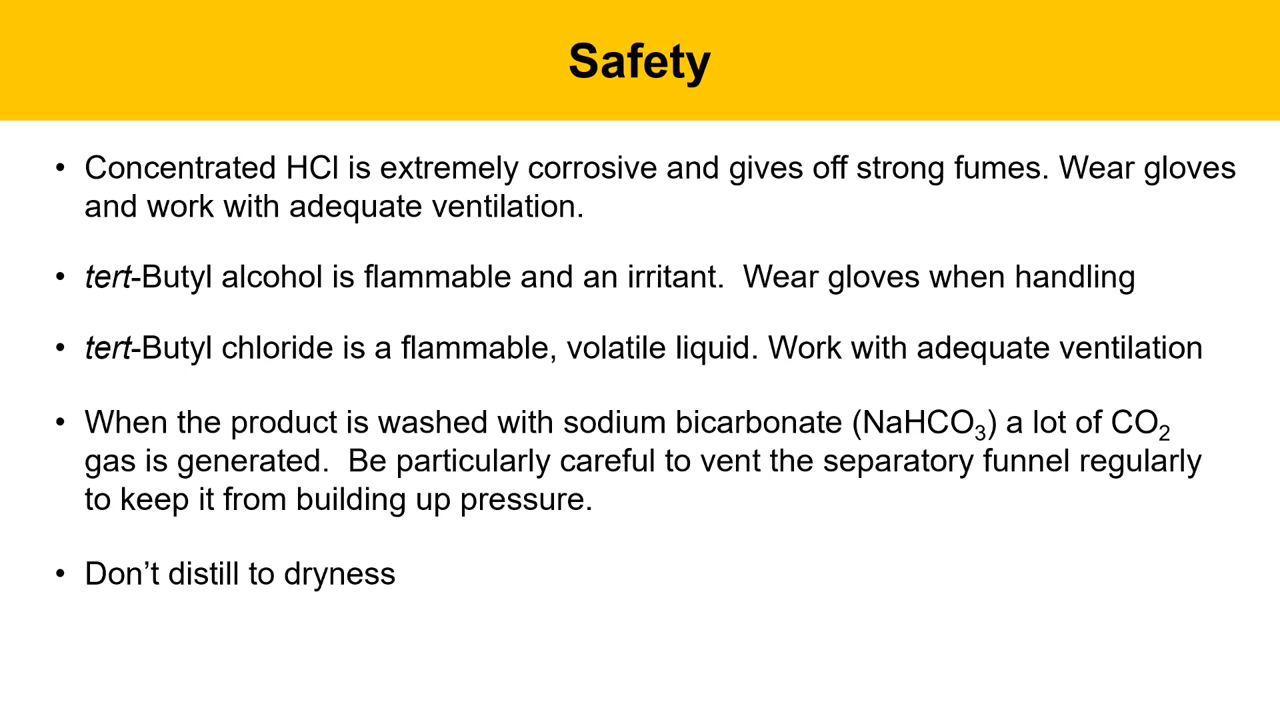 Safety
• Concentrated HCl is extremely corrosive and gives off strong fumes. Wear gloves
and work with adequate ventilation.
• tert-Butyl alcohol is flammable and an irritant.  Wear gloves when handling
• tert-Butyl chloride is a flammable, volatile liquid. Work with adequate ventilation
• When the product is washed with sodium bicarbonate (NaHCO₃) a lot of CO₂
gas is generated.  Be particularly careful to vent the separatory funnel regularly
to keep it from building up pressure.
• Don’t distill to dryness